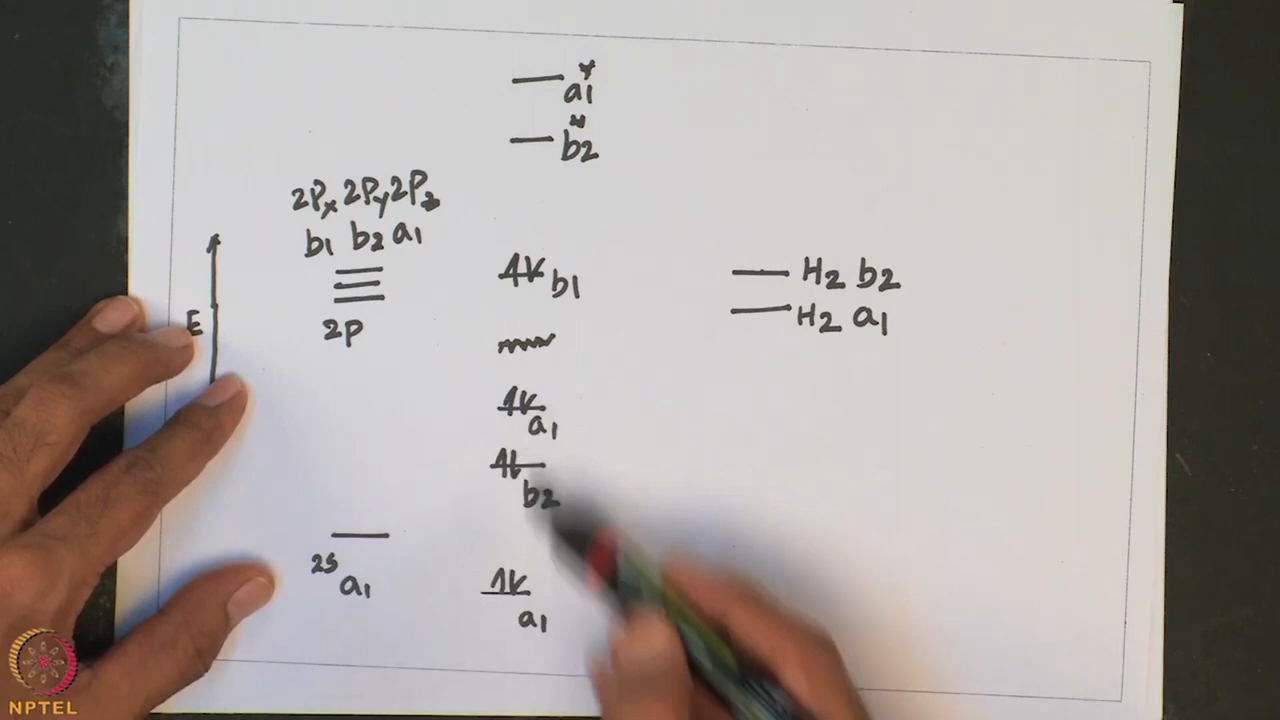 a1*
b2*
2Px 2Py 2Pz
b1 b2 a1
b1
H2 b2
H2 a1
E
2P
a1
b2
2s
a1
a1
NPTEL